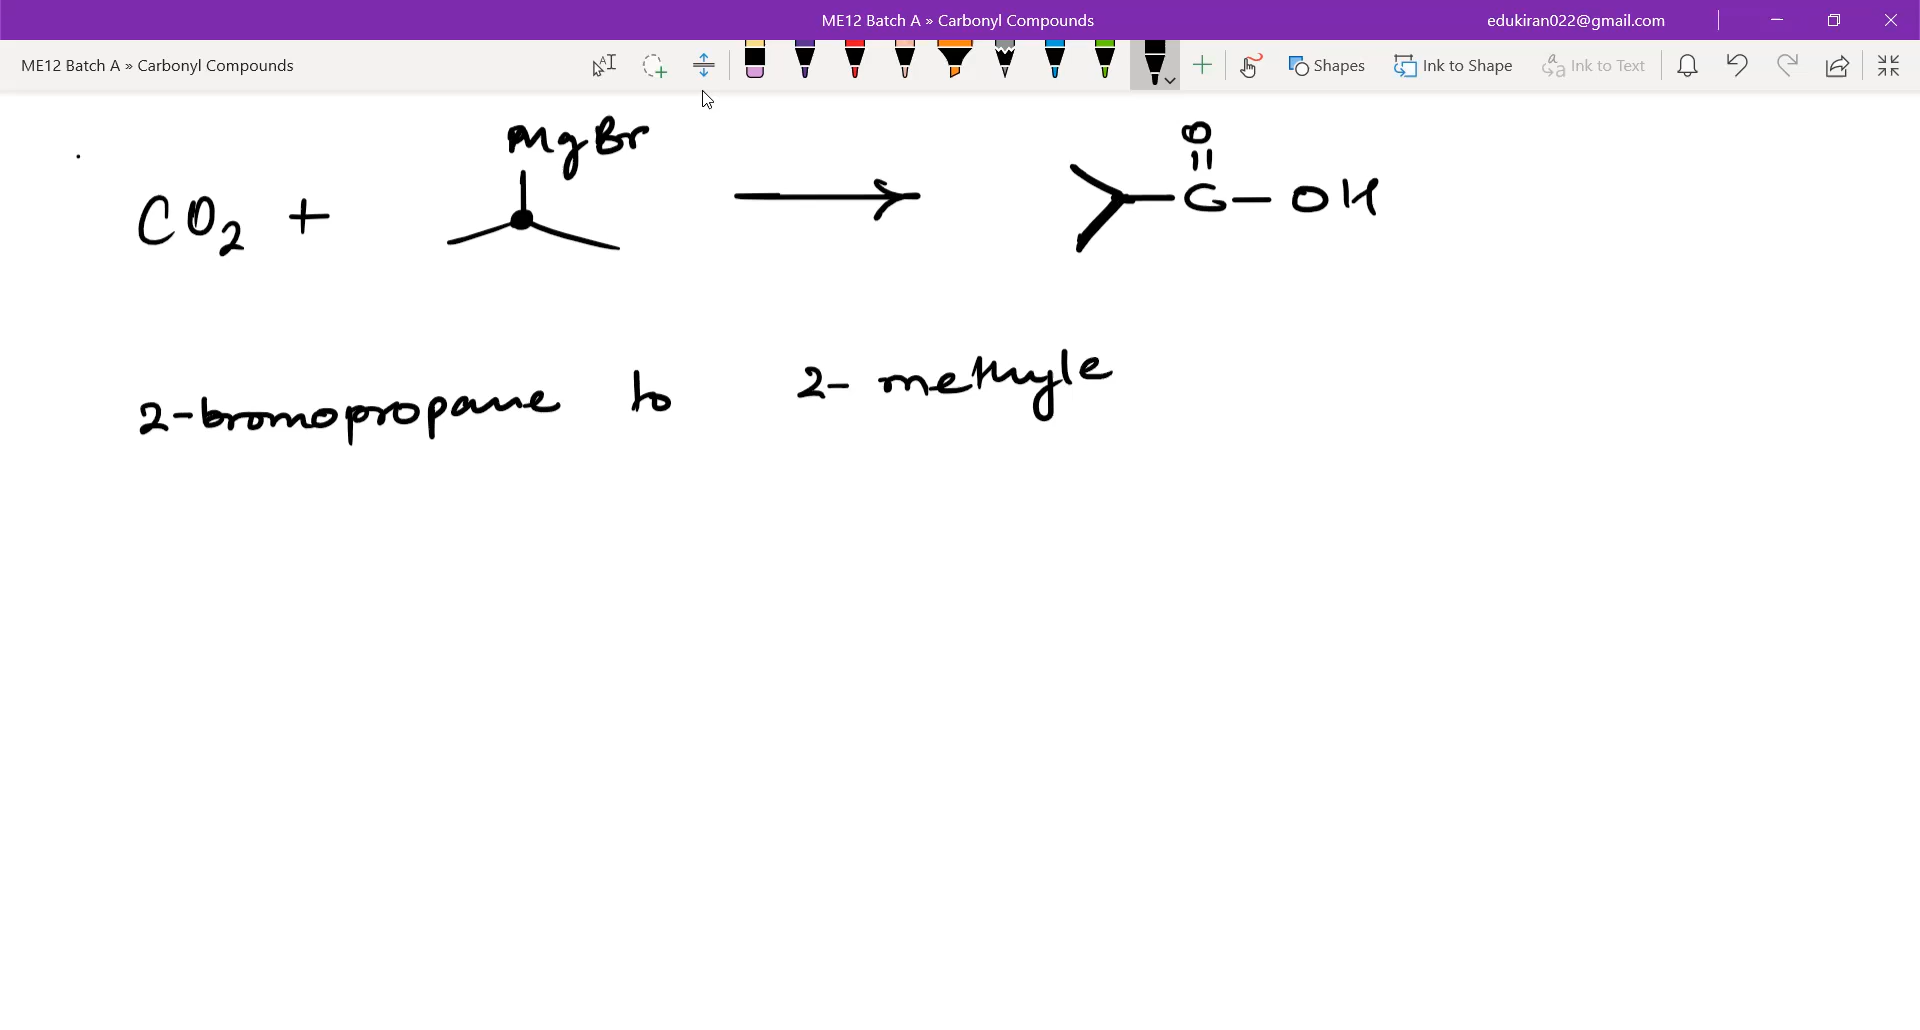 ME12 Batch A » Carbonyl Compounds
edukiran022@gmail.com
ME12 Batch A » Carbonyl Compounds
Shapes
Ink to Shape
Ink to Text
MgBr
O
CO2 +
C-OH
2-bromopropane to 2-methyle